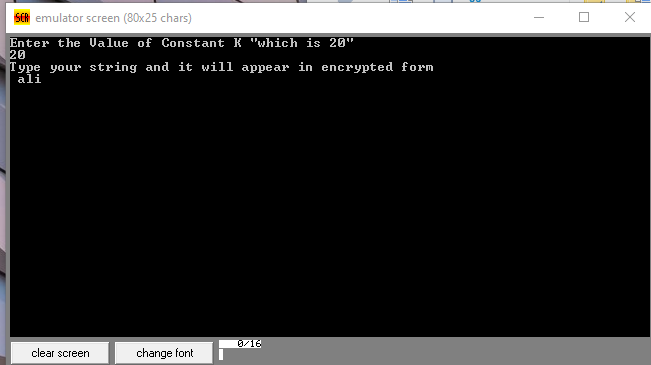 emulator screen (80x25 chars)
Enter the Value of Constant K "which is 20"
20
Type your string and it will appear in encrypted form
ali
clear screen
change font
0/16